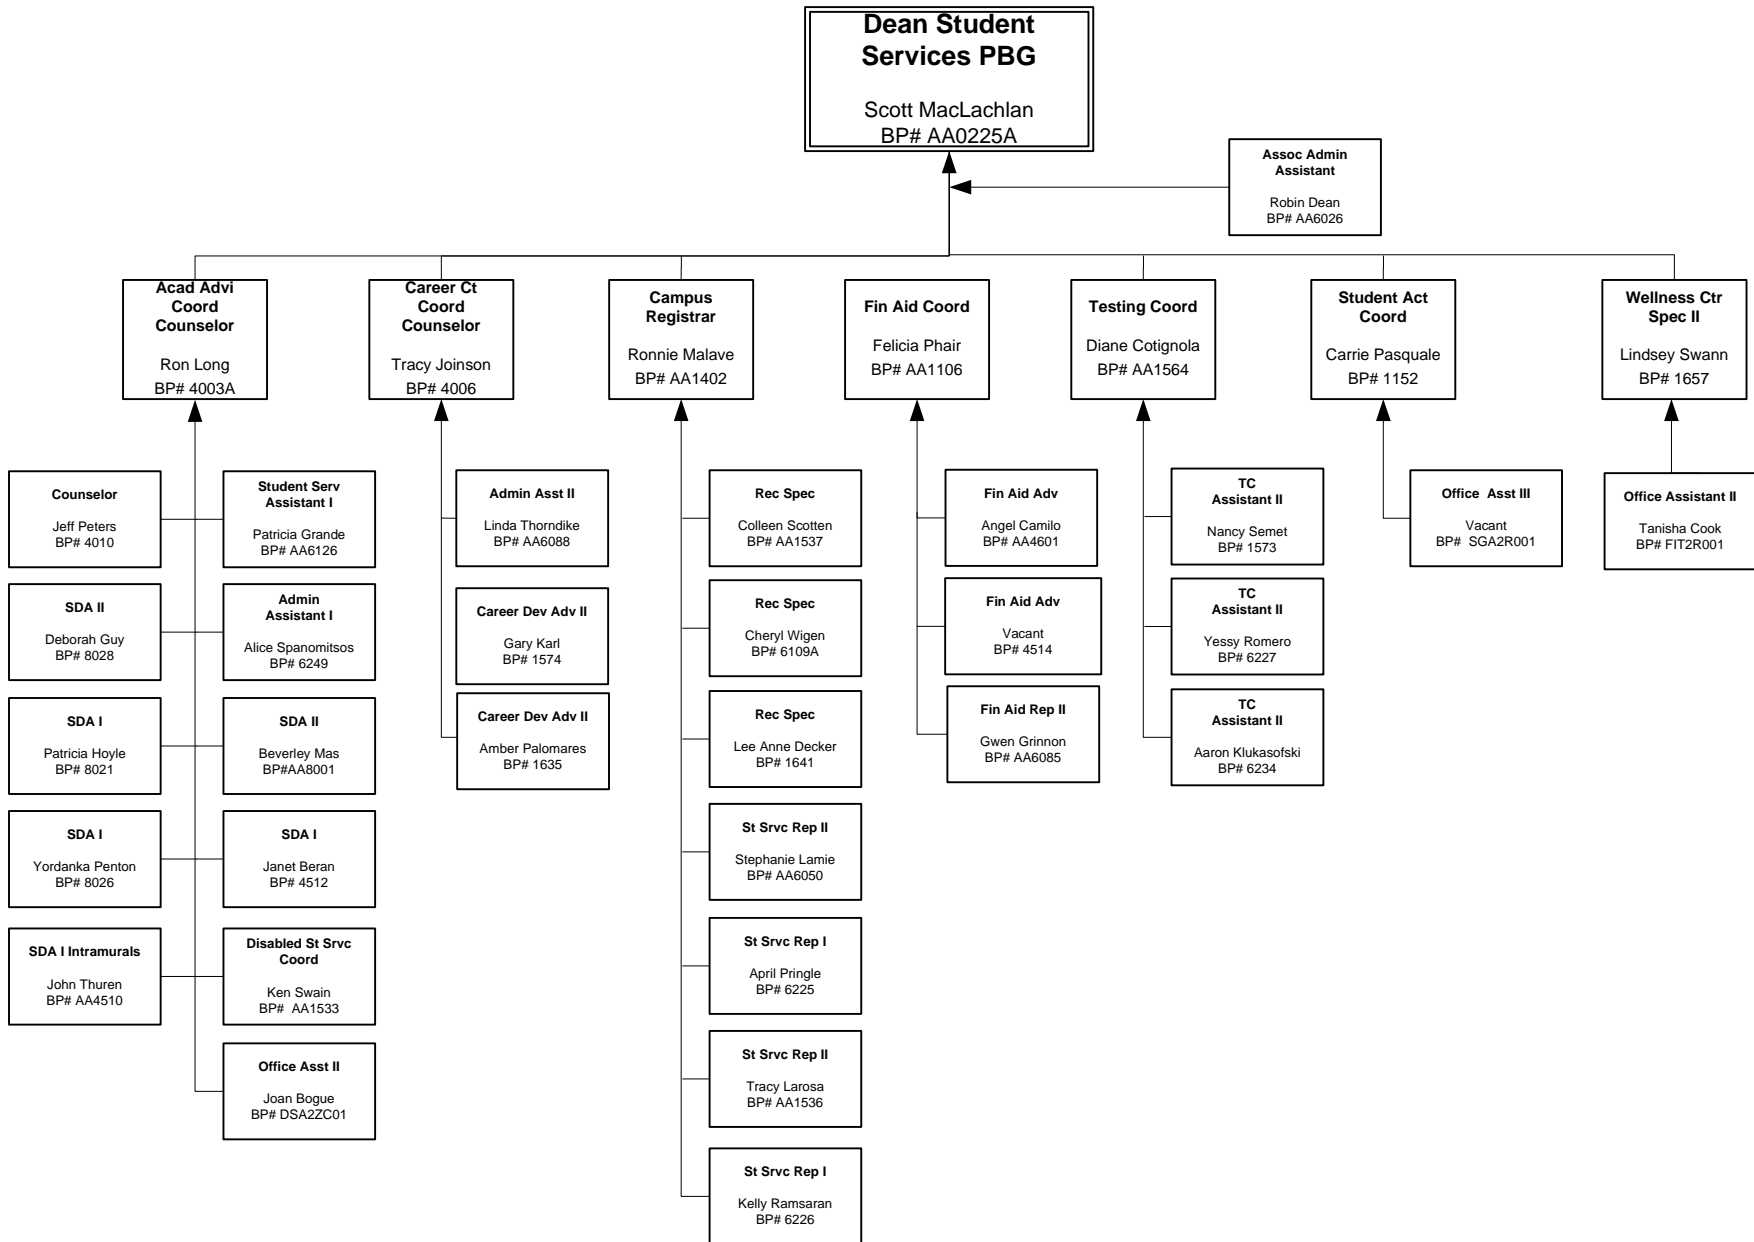 Dean Student
Services PBG
Scott MacLachlan
BP# AA0225A
Assoc Admin
Assistant
Robin Dean
BP# AA6026
Acad Advi
Coord
Counselor
Ron Long
BP# 4003A
Career Ct
Coord
Counselor
Tracy Joinson
BP# 4006
Campus
Registrar
Ronnie Malave
BP# AA1402
Fin Aid Coord
Felicia Phair
BP# AA1106
Testing Coord
Diane Cotignola
BP# AA1564
Student Act
Coord
Carrie Pasquale
BP# 1152
Wellness Ctr
Spec II
Lindsey Swann
BP# 1657
Counselor
Jeff Peters
BP# 4010
Student Serv
Assistant I
Patricia Grande
BP# AA6126
SDA II
Deborah Guy
BP# 8028
Admin
Assistant I
Alice Spanomitsos
BP# 6249
SDA I
Patricia Hoyle
BP# 8021
SDA II
Beverley Mas
BP#AA8001
SDA I
Yordanka Penton
BP# 8026
SDA I
Janet Beran
BP# 4512
SDA I Intramurals
John Thuren
BP# AA4510
Disabled St Srvc
Coord
Ken Swain
BP# AA1533
Office Asst II
Joan Bogue
BP# DSA2ZC01
Admin Asst II
Linda Thorndike
BP# AA6088
Career Dev Adv II
Gary Karl
BP# 1574
Career Dev Adv II
Amber Palomares
BP# 1635
Rec Spec
Colleen Scotten
BP# AA1537
Rec Spec
Cheryl Wigen
BP# 6109A
Rec Spec
Lee Anne Decker
BP# 1641
St Srvc Rep II
Stephanie Lamie
BP# AA6050
St Srvc Rep I
April Pringle
BP# 6225
St Srvc Rep II
Tracy Larosa
BP# AA1536
St Srvc Rep I
Kelly Ramsaran
BP# 6226
Fin Aid Adv
Angel Camilo
BP# AA4601
Fin Aid Adv
Vacant
BP# 4514
Fin Aid Rep II
Gwen Grinnon
BP# AA6085
TC
Assistant II
Nancy Semet
BP# 1573
TC
Assistant II
Yessy Romero
BP# 6227
TC
Assistant II
Aaron Klukasofski
BP# 6234
Office Asst III
Vacant
BP# SGA2R001
Office Assistant II
Tanisha Cook
BP# FIT2R001